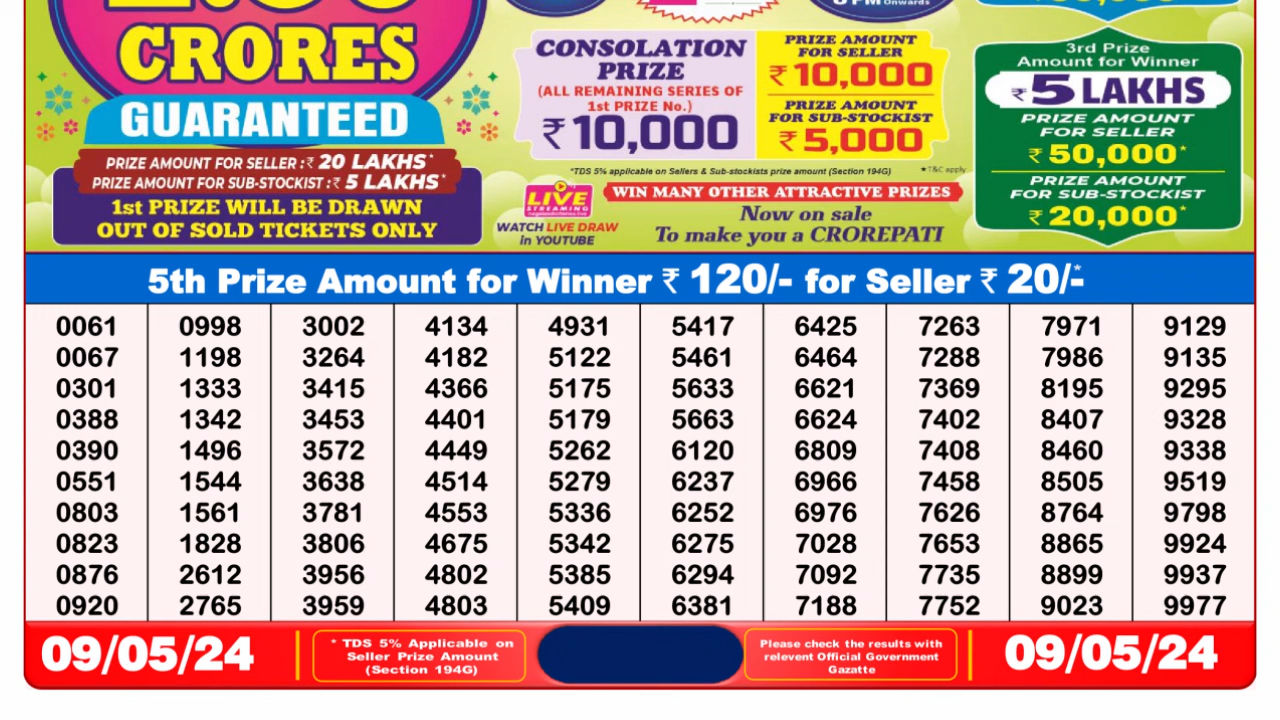 CRORES
GUARANTEED
PRIZE AMOUNT FOR SELLER :₹ 20 LAKHS*
PRIZE AMOUNT FOR SUB-STOCKIST :₹ 5 LAKHS*
1st PRIZE WILL BE DRAWN
OUT OF SOLD TICKETS ONLY
8 PM Onwards
CONSOLATION
PRIZE
(ALL REMAINING SERIES OF
1st PRIZE No.)
₹ 10,000
PRIZE AMOUNT
FOR SELLER
₹ 10,000
PRIZE AMOUNT
FOR SUB-STOCKIST
₹ 5,000
*TDS 5% applicable on Sellers & Sub-stockists prize amount (Section 194G)
★T&C apply
LIVE
STREAMING
WATCH LIVE DRAW
in YOUTUBE
WIN MANY OTHER ATTRACTIVE PRIZES
Now on sale
To make you a CROREPATI
3rd Prize
Amount for Winner
₹ 5 LAKHS
PRIZE AMOUNT
FOR SELLER
₹ 50,000*
PRIZE AMOUNT
FOR SUB-STOCKIST
₹ 20,000*
5th Prize Amount for Winner ₹ 120/- for Seller ₹ 20/-*
0061 0998 3002 4134 4931 5417 6425 7263 7971 9129
0067 1198 3264 4182 5122 5461 6464 7288 7986 9135
0301 1333 3415 4366 5175 5633 6621 7369 8195 9295
0388 1342 3453 4401 5179 5663 6624 7402 8407 9328
0390 1496 3572 4449 5262 6120 6809 7408 8460 9338
0551 1544 3638 4514 5279 6237 6966 7458 8505 9519
0803 1561 3781 4553 5336 6252 6976 7626 8764 9798
0823 1828 3806 4675 5342 6275 7028 7653 8865 9924
0876 2612 3956 4802 5385 6294 7092 7735 8899 9937
0920 2765 3959 4803 5409 6381 7188 7752 9023 9977
09/05/24
* TDS 5% Applicable on
Seller Prize Amount
(Section 194G)
Please check the results with
relevent Official Government
Gazatte
09/05/24